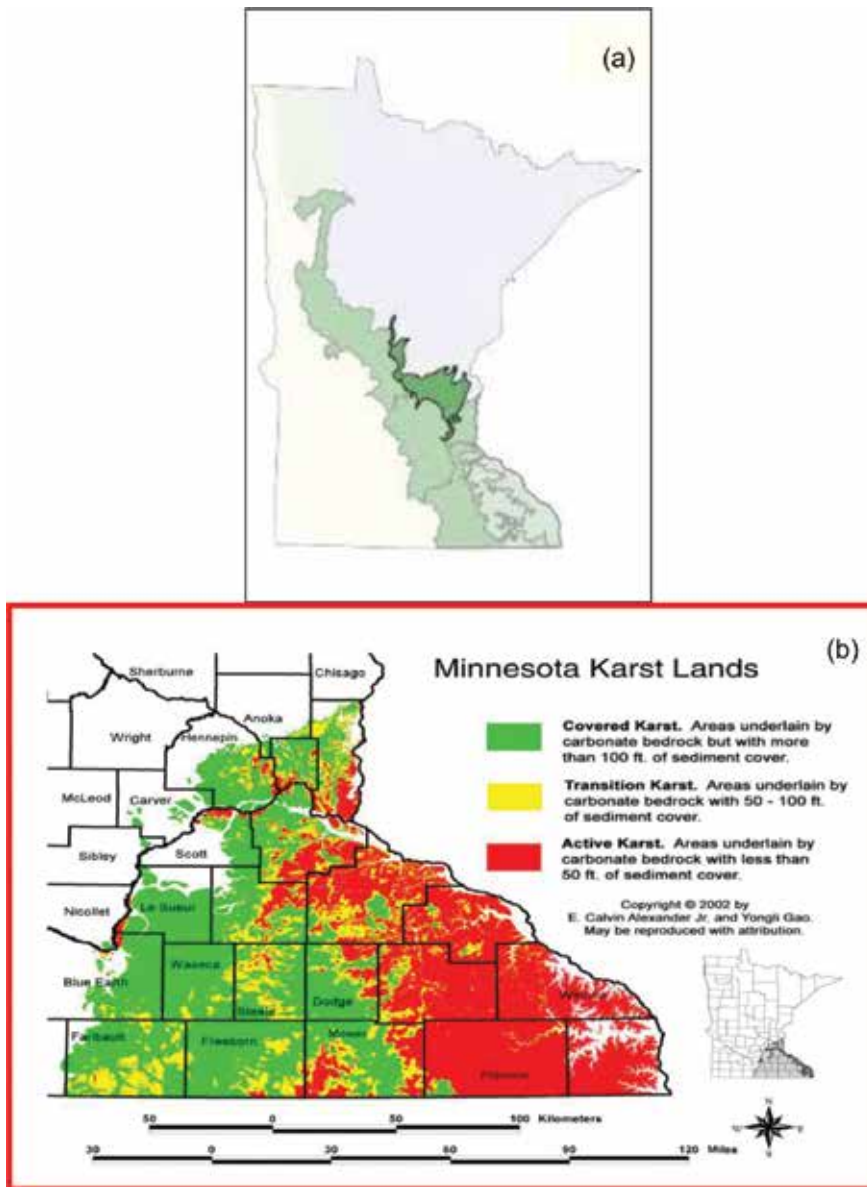 (a)
(b)
Minnesota Karst Lands
Sherburne
Chisago
Anoka
Wright
Hennepin
McLeod
Carver
Scott
Sibley
Nicollet
Le Sueur
Blue Earth
Waseca
Steele
Dodge
Winona
Faribault
Freeborn
Mower
Fillmore
Covered Karst. Areas underlain by
carbonate bedrock but with more
than 100 ft. of sediment cover.
Transition Karst. Areas underlain by
carbonate bedrock with 50 - 100 ft.
of sediment cover.
Active Karst. Areas underlain by
carbonate bedrock with less than
50 ft. of sediment cover.
Copyright © 2002 by
E. Calvin Alexander Jr. and Yongli Gao.
May be reproduced with attribution.
N
W
E
S
50 0 50 100 Kilometers
30 0 30 60 90 120 Miles